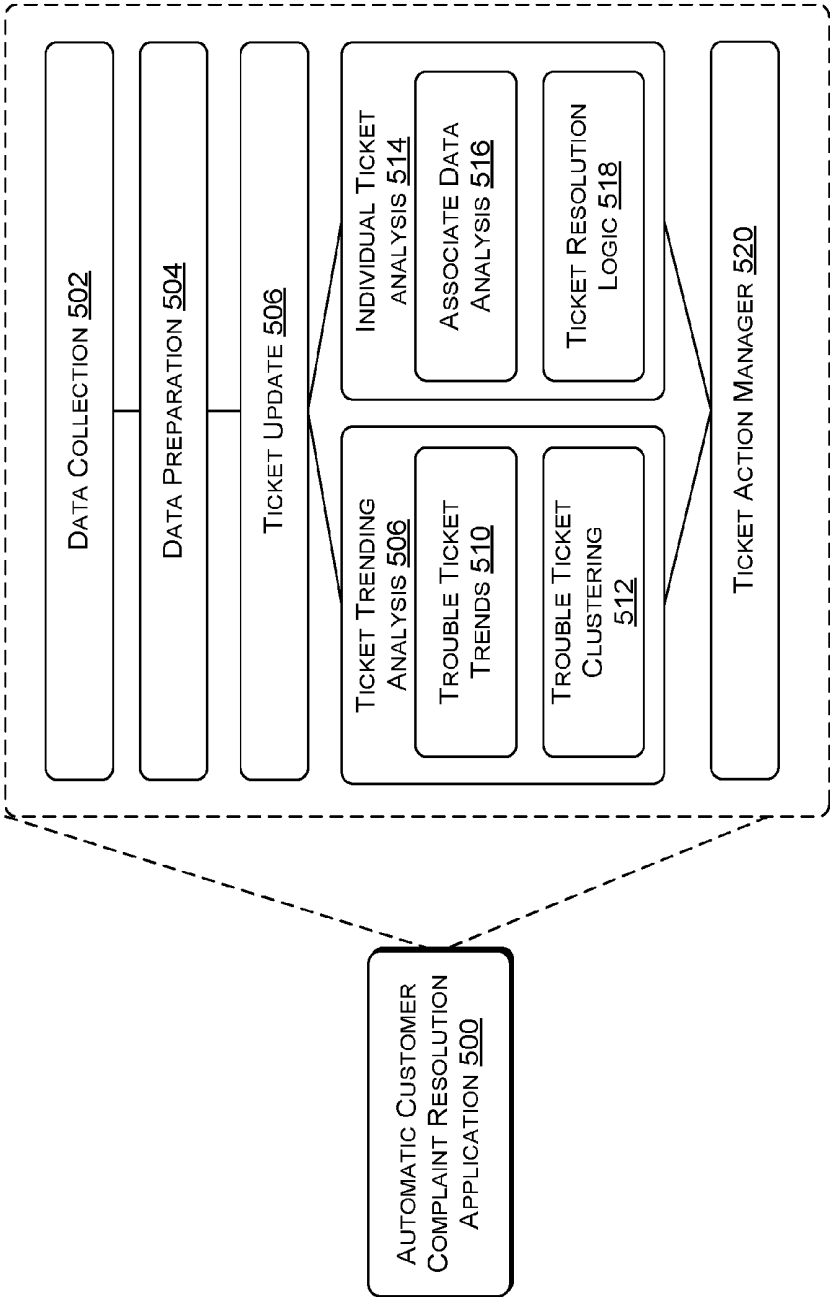 AUTOMATIC CUSTOMER
COMPLAINT RESOLUTION
APPLICATION 500
DATA COLLECTION 502
DATA PREPARATION 504
TICKET UPDATE 506
TICKET TRENDING
ANALYSIS 506
TROUBLE TICKET
TRENDS 510
TROUBLE TICKET
CLUSTERING
512
INDIVIDUAL TICKET
ANALYSIS 514
ASSOCIATE DATA
ANALYSIS 516
TICKET RESOLUTION
LOGIC 518
TICKET ACTION MANAGER 520